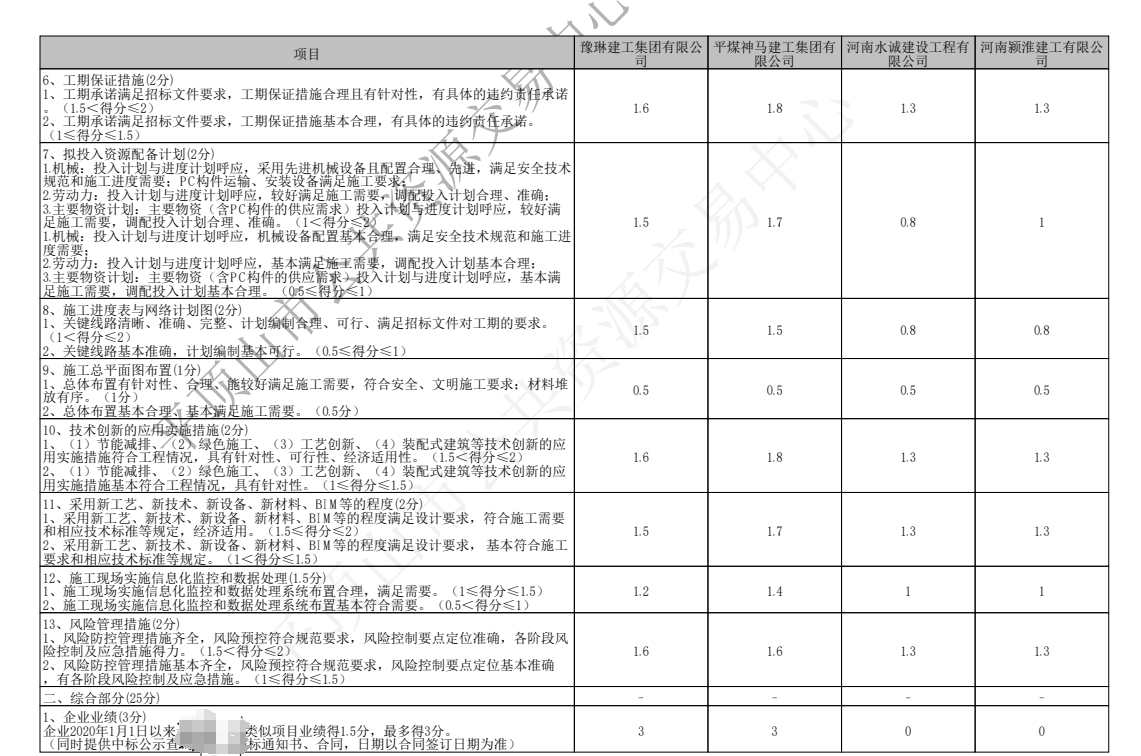 项目
豫琳建工集团有限公
司
平煤神马建工集团有
限公司
河南水诚建设工程有
限公司
河南颍淮建工有限公
司
6、工期保证措施(2分)
1、工期承诺满足招标文件要求，工期保证措施合理且有针对性，有具体的违约责任承诺
。（1.5＜得分≤2）
2、工期承诺满足招标文件要求，工期保证措施基本合理，有具体的违约责任承诺。
（1≤得分≤1.5）
1.6
1.8
1.3
1.3
7、拟投入资源配备计划(2分)
1.机械：投入计划与进度计划呼应，采用先进机械设备且配置合理、先进，满足安全技术
规范和施工进度需要；PC构件运输、安装设备满足施工要求；
2.劳动力：投入计划与进度计划呼应，较好满足施工需要，调配投入计划合理、准确；
3.主要物资计划：主要物资（含PC构件的供应需求）投入计划与进度计划呼应，较好满
足施工需要，调配投入计划合理、准确。（1＜得分≤2）
1.机械：投入计划与进度计划呼应，机械设备配置基本合理，满足安全技术规范和施工进
度需要；
2.劳动力：投入计划与进度计划呼应，基本满足施工需要，调配投入计划基本合理；
3.主要物资计划：主要物资（含PC构件的供应需求）投入计划与进度计划呼应，基本满
足施工需要，调配投入计划基本合理。（0.5≤得分≤1）
1.5
1.7
0.8
1
8、施工进度表与网络计划图(2分)
1、关键线路清晰、准确、完整、计划编制合理、可行、满足招标文件对工期的要求。
（1＜得分≤2）
2、关键线路基本准确，计划编制基本可行。（0.5≤得分≤1）
1.5
1.5
0.8
0.8
9、施工总平面图布置(1分)
1、总体布置有针对性、合理、能较好满足施工需要，符合安全、文明施工要求；材料堆
放有序。（1分）
2、总体布置基本合理、基本满足施工需要。（0.5分）
0.5
0.5
0.5
0.5
10、技术创新的应用实施措施(2分)
1、（1）节能减排、（2）绿色施工、（3）工艺创新、（4）装配式建筑等技术创新的应
用实施措施符合工程情况，具有针对性、可行性、经济适用性。（1.5＜得分≤2）
2、（1）节能减排、（2）绿色施工、（3）工艺创新、（4）装配式建筑等技术创新的应
用实施措施基本符合工程情况，具有针对性。（1≤得分≤1.5）
1.6
1.8
1.3
1.3
11、采用新工艺、新技术、新设备、新材料、BIM等的程度(2分)
1、采用新工艺、新技术、新设备、新材料、BIM等的程度满足设计要求，符合施工需要
和相应技术标准等规定，经济适用。（1.5≤得分≤2）
2、采用新工艺、新技术、新设备、新材料、BIM等的程度满足设计要求， 基本符合施工
要求和相应技术标准等规定。（1＜得分≤1.5）
1.5
1.7
1.3
1.3
12、施工现场实施信息化监控和数据处理(1.5分)
1、施工现场实施信息化监控和数据处理系统布置合理，满足需要。（1≤得分≤1.5）
2、施工现场实施信息化监控和数据处理系统布置基本符合需要。（0.5＜得分≤1）
1.2
1.4
1
1
13、风险管理措施(2分)
1、风险防控管理措施齐全，风险预控符合规范要求，风险控制要点定位准确，各阶段风
险控制及应急措施得力。（1.5＜得分≤2）
2、风险防控管理措施基本齐全，风险预控符合规范要求，风险控制要点定位基本准确
，有各阶段风险控制及应急措施。（1≤得分≤1.5）
1.6
1.6
1.3
1.3
二、综合部分(25分)
-
-
-
-
1、企业业绩(3分)
企业2020年1月1日以来 类似项目业绩得1.5分，最多得3分。
（同时提供中标公示查 标通知书、合同，日期以合同签订日期为准）
3
3
0
0
平顶山市公共资源交易中心
平顶山市公共资源交易中心